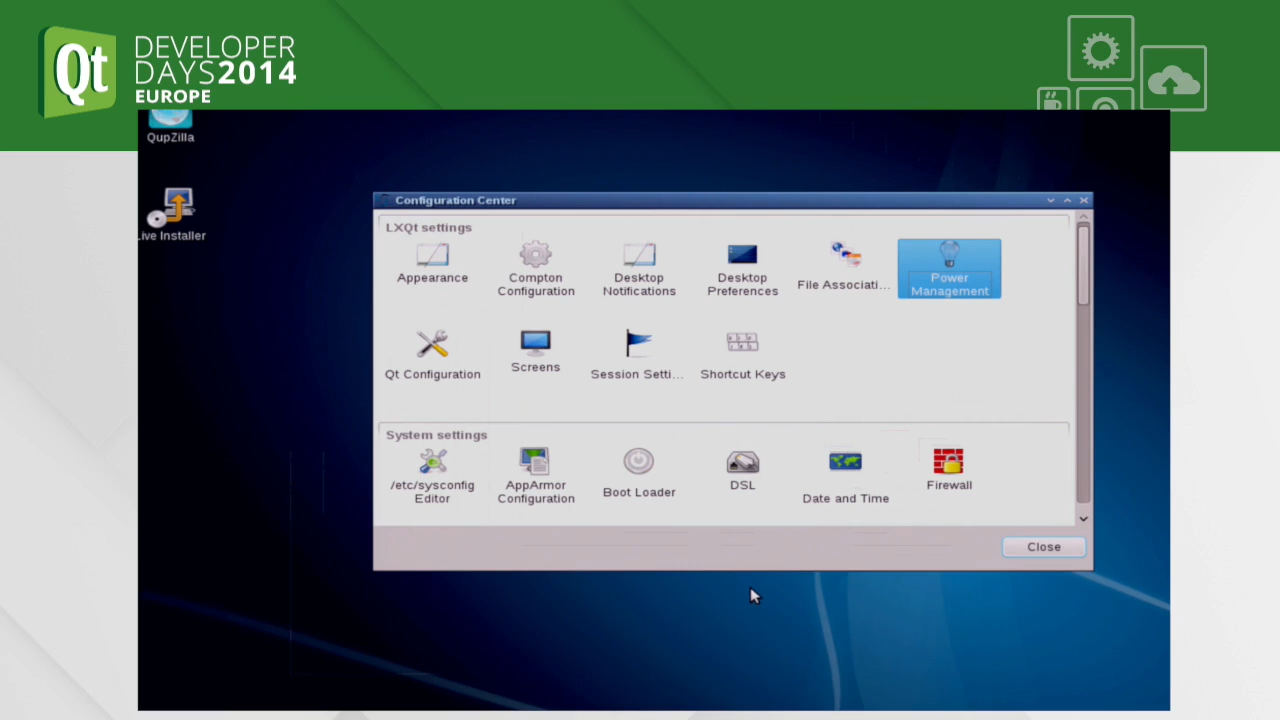 Qt
DEVELOPER
DAYS2014
EUROPE
QupZilla
Live Installer
Configuration Center
LXQt settings
Appearance
Compton
Configuration
Desktop
Notifications
Desktop
Preferences
File Associati...
Power
Management
Qt Configuration
Screens
Session Setti...
Shortcut Keys
System settings
/etc/sysconfig
Editor
AppArmor
Configuration
Boot Loader
DSL
Date and Time
Firewall
Close